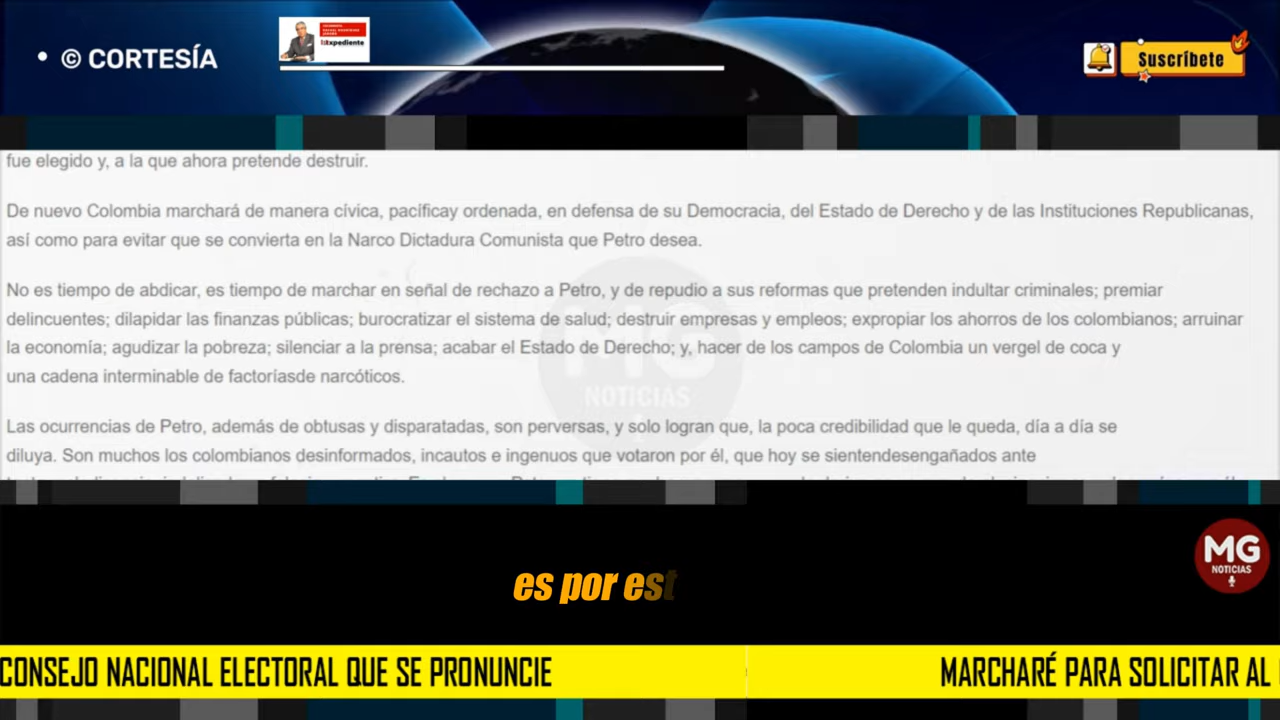 • © CORTESÍA
Expediente
Suscríbete
fue elegido y, a la que ahora pretende destruir.
De nuevo Colombia marchará de manera cívica, pacíficay ordenada, en defensa de su Democracia, del Estado de Derecho y de las Instituciones Republicanas,
así como para evitar que se convierta en la Narco Dictadura Comunista que Petro desea.
No es tiempo de abdicar, es tiempo de marchar en señal de rechazo a Petro, y de repudio a sus reformas que pretenden indultar criminales; premiar
delincuentes; dilapidar las finanzas públicas; burocratizar el sistema de salud; destruir empresas y empleos; expropiar los ahorros de los colombianos; arruinar
la economía; agudizar la pobreza; silenciar a la prensa; acabar el Estado de Derecho; y, hacer de los campos de Colombia un vergel de coca y
una cadena interminable de factoríasde narcóticos.
MG
NOTICIAS
Las ocurrencias de Petro, además de obtusas y disparatadas, son perversas, y solo logran que, la poca credibilidad que le queda, día a día se
diluya. Son muchos los colombianos desinformados, incautos e ingenuos que votaron por él, que hoy se sientendesengañados ante
es por est
MG
NOTICIAS
CONSEJO NACIONAL ELECTORAL QUE SE PRONUNCIE
MARCHARÉ PARA SOLICITAR AL